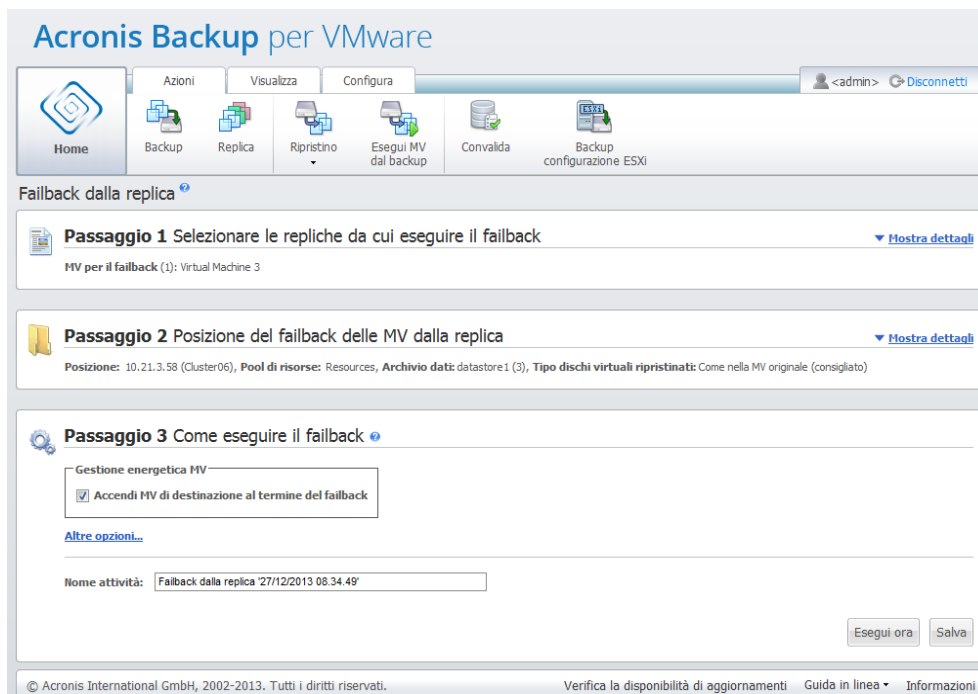 Acronis Backup per VMware
Azioni
Visualizza
Configura
<admin>
Disconnetti
Home
Backup
Replica
Ripristino
Esegui MV
dal backup
Convalida
ESXi
Backup
configurazione ESXi
Failback dalla replica
Passaggio 1 Selezionare le repliche da cui eseguire il failback
Mostra dettagli
MV per il failback (1): Virtual Machine 3
Passaggio 2 Posizione del failback delle MV dalla replica
Mostra dettagli
Posizione: 10.21.3.58 (Cluster06), Pool di risorse: Resources, Archivio dati: datastore1 (3), Tipo dischi virtuali ripristinati: Come nella MV originale (consigliato)
Passaggio 3 Come eseguire il failback
Gestione energetica MV
Accendi MV di destinazione al termine del failback
Altre opzioni...
Nome attività: Failback dalla replica '27/12/2013 08.34.49'
Esegui ora
Salva
© Acronis International GmbH, 2002-2013. Tutti i diritti riservati.
Verifica la disponibilità di aggiornamenti
Guida in linea
Informazioni